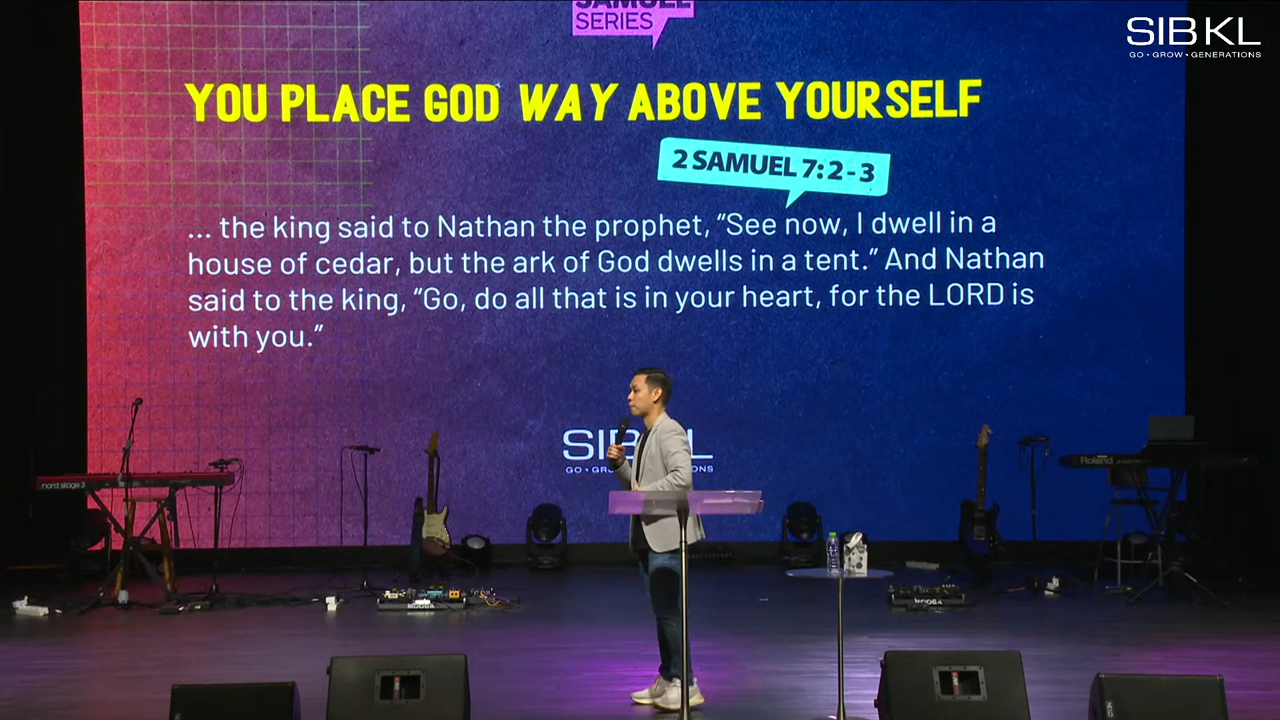 SAMUEL
SERIES
SIBKL
GO • GROW • GENERATIONS
YOU PLACE GOD WAY ABOVE YOURSELF
2 SAMUEL 7: 2 - 3
... the king said to Nathan the prophet, “See now, I dwell in a
house of cedar, but the ark of God dwells in a tent.” And Nathan
said to the king, “Go, do all that is in your heart, for the LORD is
with you.”
nord stage 3
Roland
MOOER
MOOER